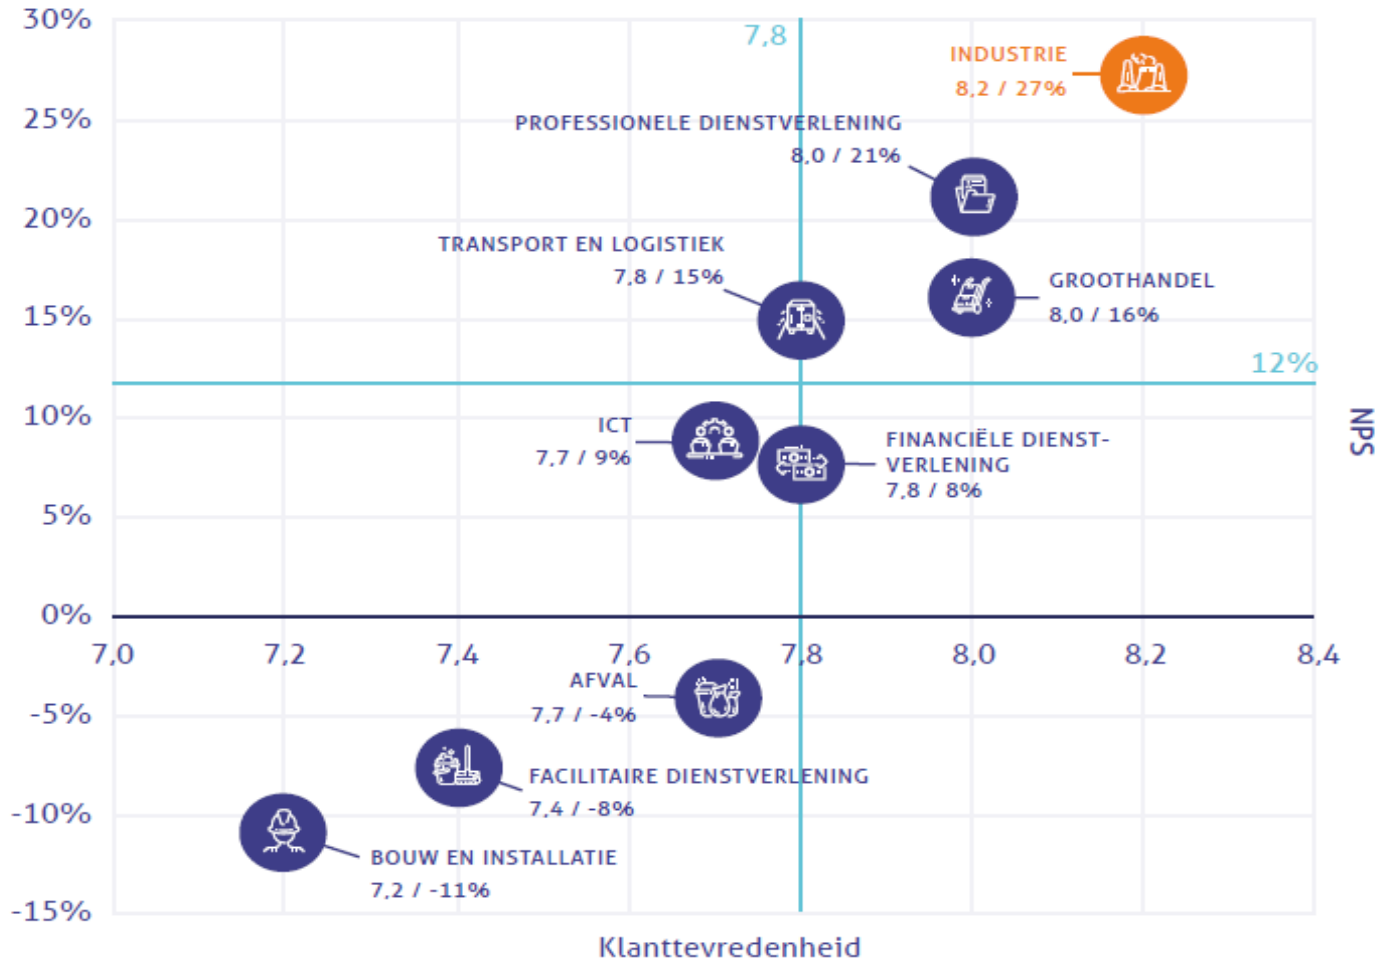 30%
7,8
INDUSTRIE
8,2 / 27%
25%
PROFESSIONELE DIENSTVERLENING
8,0 / 21%
20%
TRANSPORT EN LOGISTIEK
7,8 / 15%
GROOTHANDEL
8,0 / 16%
15%
12%
10%
ICT
7,7 / 9%
FINANCIËLE DIENST-
VERLENING
7,8 / 8%
NPS
5%
0%
7,0 7,2 7,4 7,6 7,8 8,0 8,2 8,4
AFVAL
7,7 / -4%
-5%
FACILITAIRE DIENSTVERLENING
7,4 / -8%
-10%
BOUW EN INSTALLATIE
7,2 / -11%
-15%
Klanttevredenheid